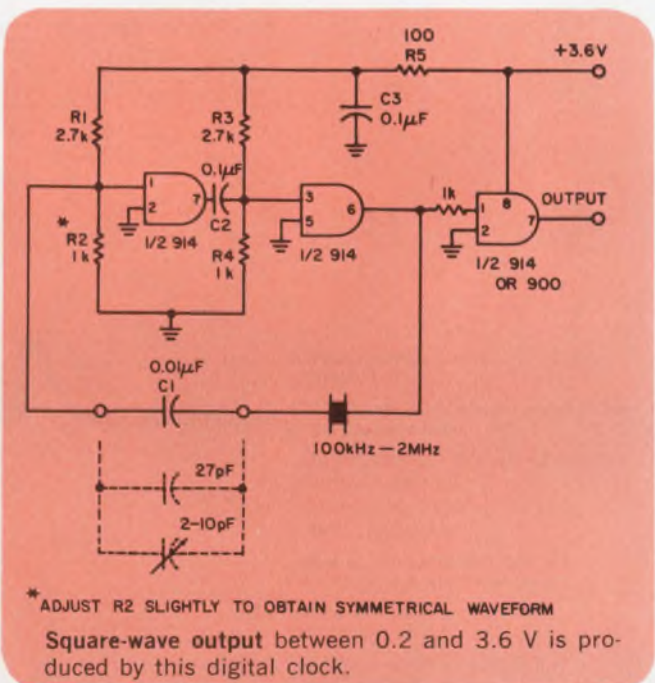 100
R5
+3.6V
R1
2.7k
R3
2.7k
C3
0.1μF
0.1μF
C2
1
2
7
1/2 914
*
R2
1k
R4
1k
3
5
6
1/2 914
1k
1
2
8
7
OUTPUT
1/2 914
OR 900
0.01μF
C1
100kHz–2MHz
27pF
2–10pF
*ADJUST R2 SLIGHTLY TO OBTAIN SYMMETRICAL WAVEFORM
Square-wave output between 0.2 and 3.6 V is pro-
duced by this digital clock.